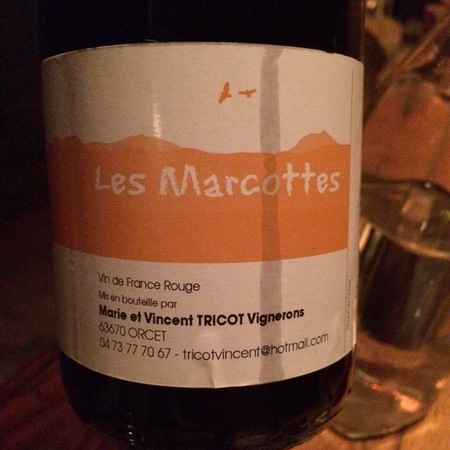 Les Marcottes
Vin de France Rouge
Mis en bouteille par
Marie et Vincent TRICOT Vignerons
63670 ORCET
04 73 77 70 67 - tricotvincent@hotmail.com